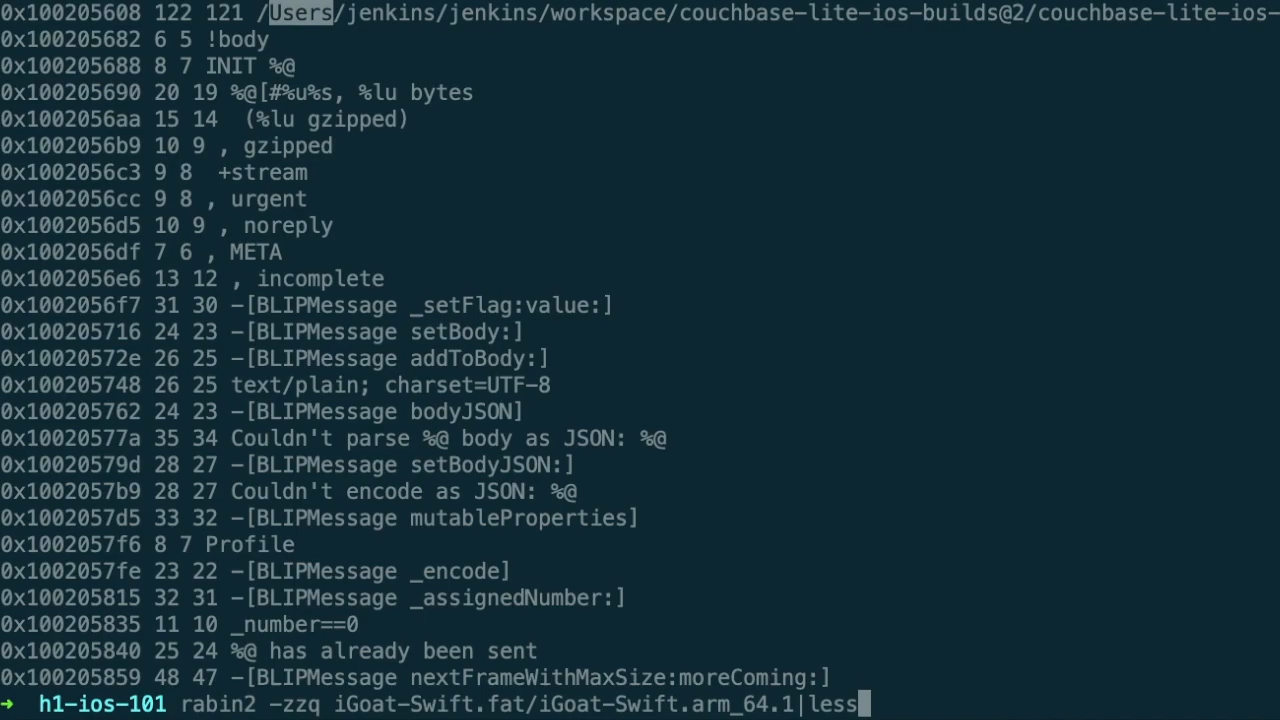 0x100205608 122 121 /Users/jenkins/jenkins/workspace/couchbase-lite-ios-builds@2/couchbase-lite-ios-
0x100205682 6 5 !body
0x100205688 8 7 INIT %@
0x100205690 20 19 %@[#%u%s, %lu bytes
0x1002056aa 15 14  (%lu gzipped)
0x1002056b9 10 9 , gzipped
0x1002056c3 9 8  +stream
0x1002056cc 9 8 , urgent
0x1002056d5 10 9 , noreply
0x1002056df 7 6 , META
0x1002056e6 13 12 , incomplete
0x1002056f7 31 30 -[BLIPMessage _setFlag:value:]
0x100205716 24 23 -[BLIPMessage setBody:]
0x10020572e 26 25 -[BLIPMessage addToBody:]
0x100205748 26 25 text/plain; charset=UTF-8
0x100205762 24 23 -[BLIPMessage bodyJSON]
0x10020577a 35 34 Couldn't parse %@ body as JSON: %@
0x10020579d 28 27 -[BLIPMessage setBodyJSON:]
0x1002057b9 28 27 Couldn't encode as JSON: %@
0x1002057d5 33 32 -[BLIPMessage mutableProperties]
0x1002057f6 8 7 Profile
0x1002057fe 23 22 -[BLIPMessage _encode]
0x100205815 32 31 -[BLIPMessage _assignedNumber:]
0x100205835 11 10 _number==0
0x100205840 25 24 %@ has already been sent
0x100205859 48 47 -[BLIPMessage nextFrameWithMaxSize:moreComing:]
➜ h1-ios-101 rabin2 -zzq iGoat-Swift.fat/iGoat-Swift.arm_64.1|less